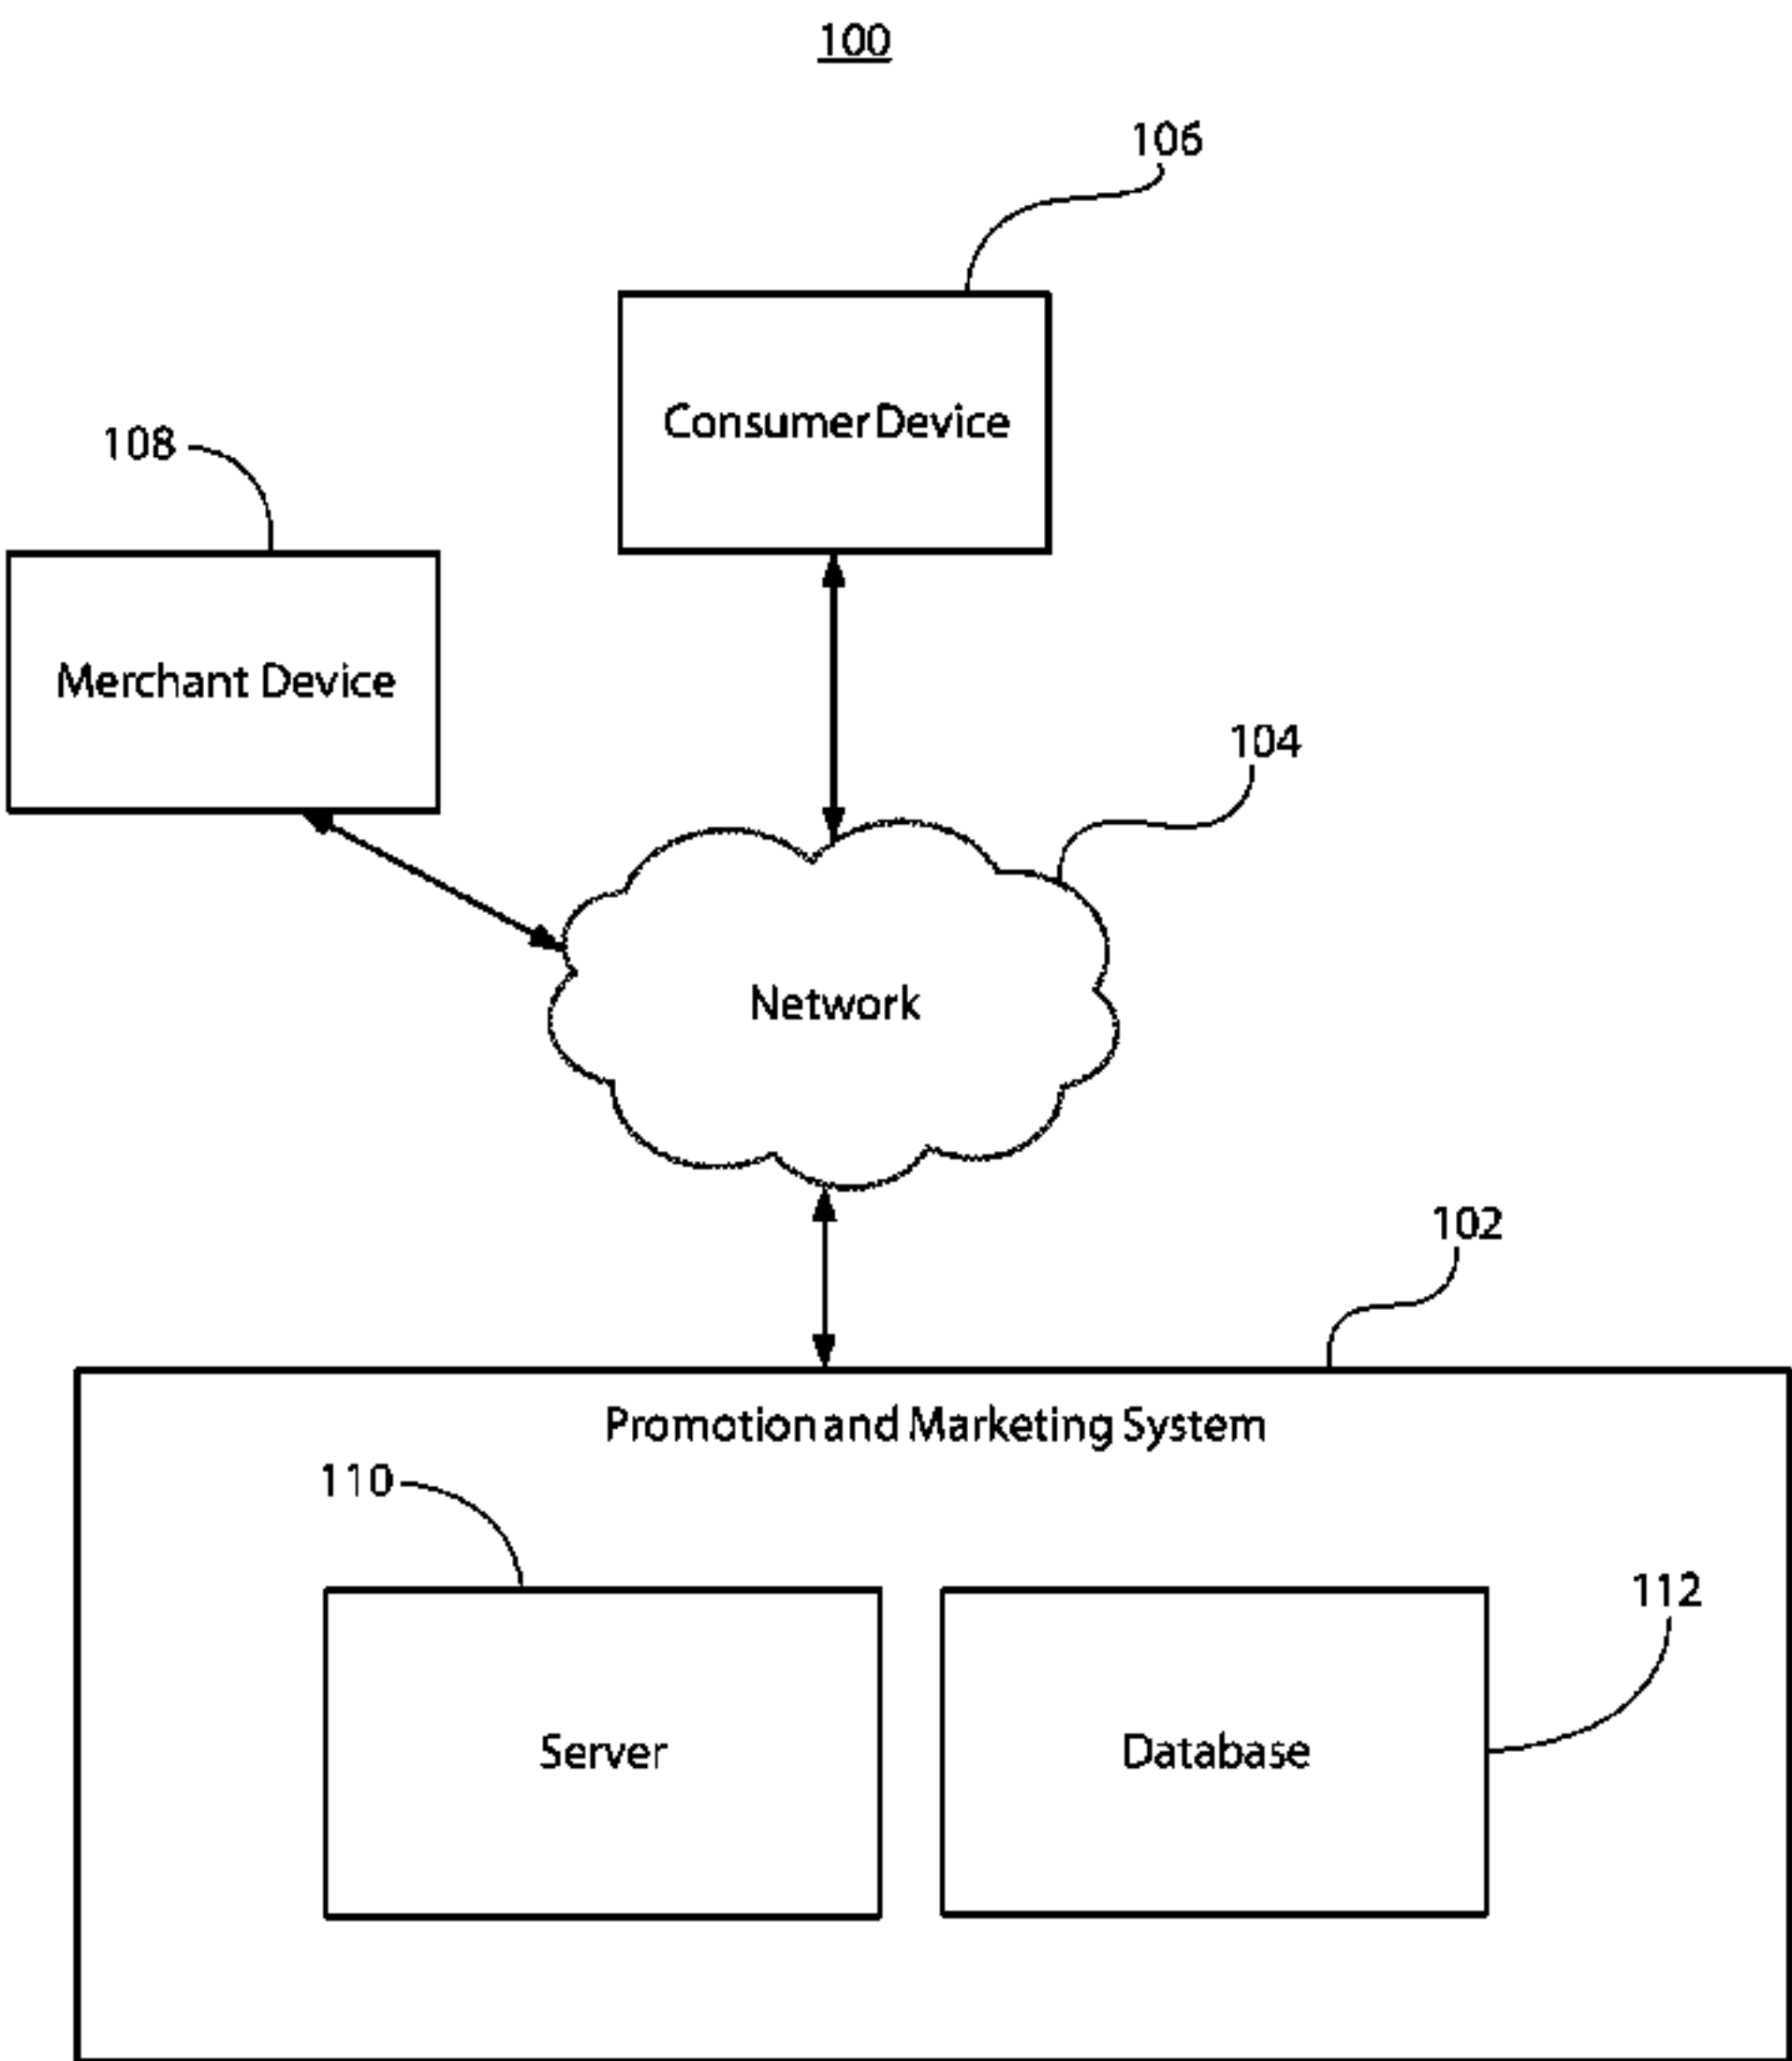 100
106
Consumer Device
108
Merchant Device
104
Network
102
Promotion and Marketing System
110
112
Server
Database